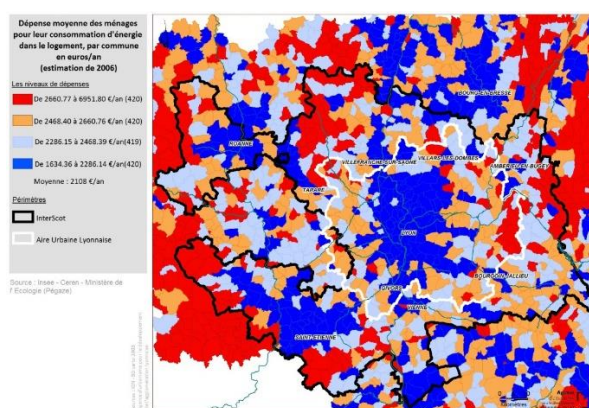 Dépense moyenne des ménages
pour leur consommation d'énergie
dans le logement, par commune
en euros/an
(estimation de 2006)
Les niveaux de dépenses
De 2660.77 à 6951.80 €/an (420)
De 2468.40 à 2660.76 €/an (420)
De 2286.15 à 2468.39 €/an(419)
De 1634.36 à 2286.14 €/an(420)
Moyenne : 2108 €/an
Périmètres
InterScot
Aire Urbaine Lyonnaise
Source : Insee - Ceren - Ministère de
l' Ecologie (Pégaze)
BOURG-EN-BRESSE
ROANNE
VILLEFRANCHE-SUR-SAONE
VILLARS-LES-DOMBES
AMBERIEU-EN-BUGEY
TARARE
LYON
BOURGOIN-JALLIEU
GIVORS
VIENNE
SAINT-ETIENNE
Kilomètres